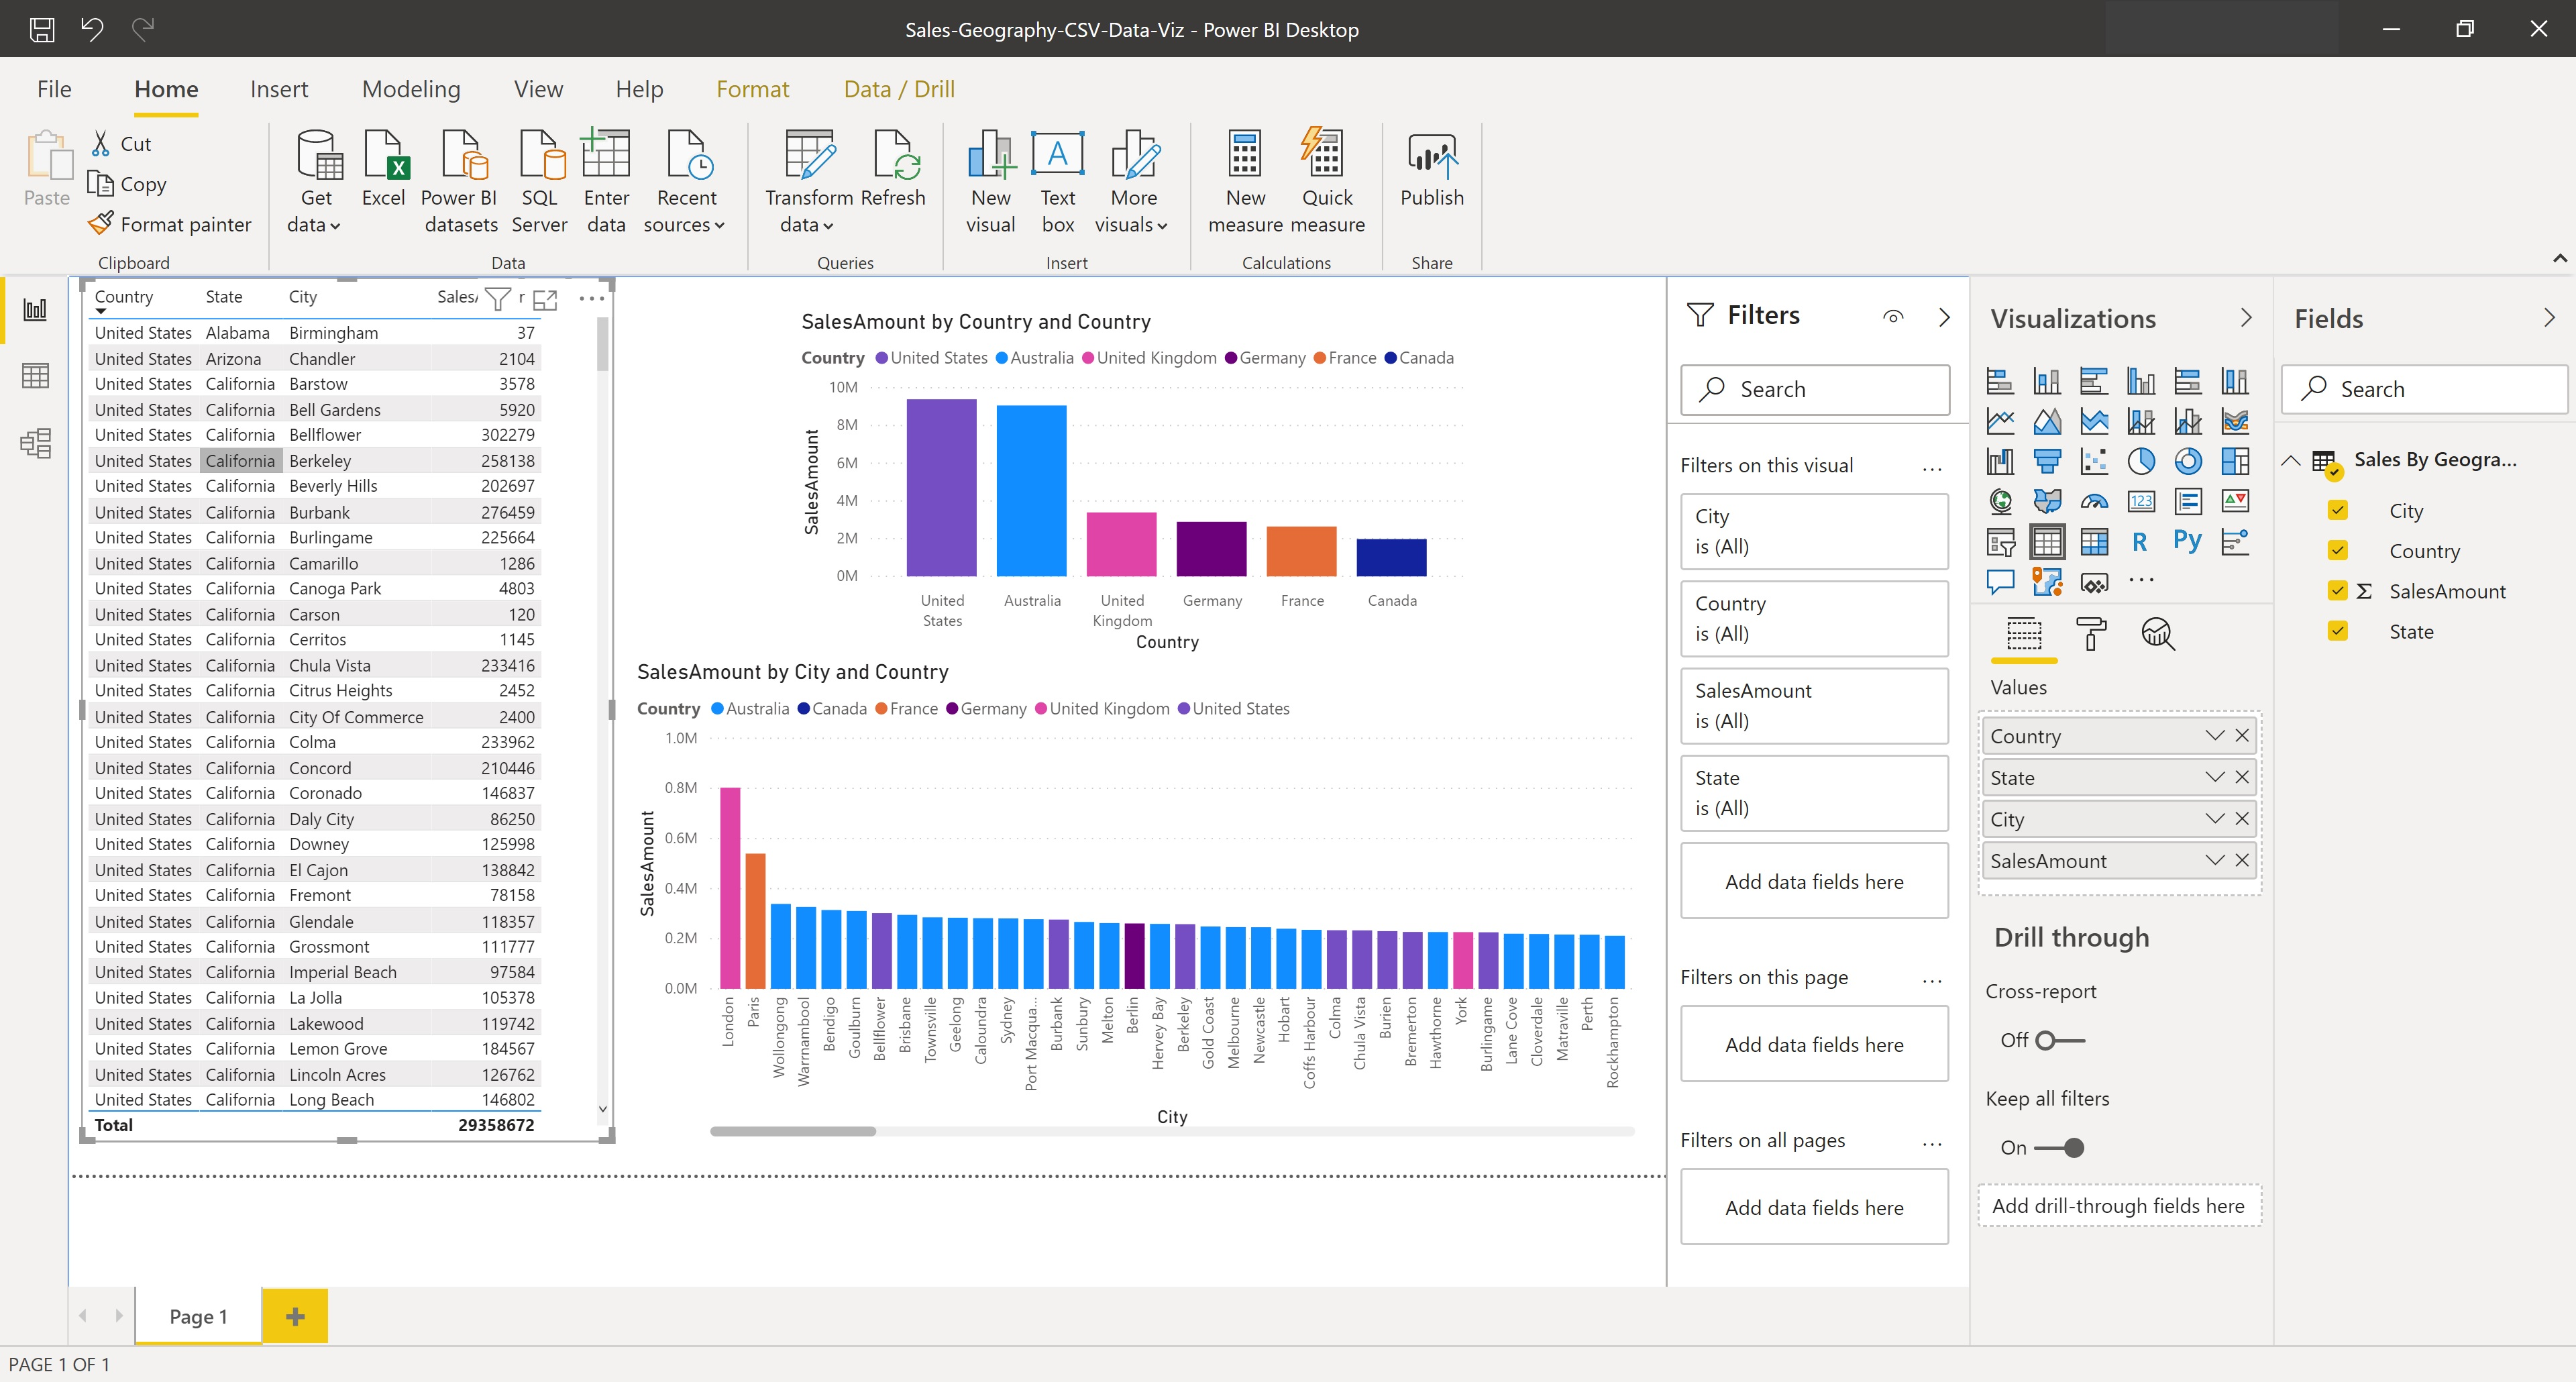 Sales-Geography-CSV-Data-Viz - Power BI Desktop
File Home Insert Modeling View Help Format Data / Drill
Paste
Cut
Copy
Format painter
Clipboard
Get data
Excel
Power BI datasets
SQL Server
Enter data
Recent sources
Data
Transform data
Refresh
Queries
New visual
Text box
A
More visuals
Insert
New measure
Quick measure
Calculations
Publish
Share
Country State City Sales r
United States Alabama Birmingham 37
United States Arizona Chandler 2104
United States California Barstow 3578
United States California Bell Gardens 5920
United States California Bellflower 302279
United States California Berkeley 258138
United States California Beverly Hills 202697
United States California Burbank 276459
United States California Burlingame 225664
United States California Camarillo 1286
United States California Canoga Park 4803
United States California Carson 120
United States California Cerritos 1145
United States California Chula Vista 233416
United States California Citrus Heights 2452
United States California City Of Commerce 2400
United States California Colma 233962
United States California Concord 210446
United States California Coronado 146837
United States California Daly City 86250
United States California Downey 125998
United States California El Cajon 138842
United States California Fremont 78158
United States California Glendale 118357
United States California Grossmont 111777
United States California Imperial Beach 97584
United States California La Jolla 105378
United States California Lakewood 119742
United States California Lemon Grove 184567
United States California Lincoln Acres 126762
United States California Long Beach 146802
Total 29358672
SalesAmount by Country and Country
Country United States Australia United Kingdom Germany France Canada
SalesAmount
10M
8M
6M
4M
2M
0M
United States
Australia
United Kingdom
Germany
France
Canada
Country
SalesAmount by City and Country
Country Australia Canada France Germany United Kingdom United States
SalesAmount
1.0M
0.8M
0.6M
0.4M
0.2M
0.0M
London
Paris
Wollongong
Warrnambool
Bendigo
Goulburn
Bellflower
Brisbane
Townsville
Geelong
Caloundra
Sydney
Port Macqua...
Burbank
Sunbury
Melton
Berlin
Hervey Bay
Berkeley
Gold Coast
Melbourne
Newcastle
Hobart
Coffs Harbour
Colma
Chula Vista
Burien
Bremerton
Hawthorne
York
Burlingame
Lane Cove
Cloverdale
Matraville
Perth
Rockhampton
City
Filters
Search
Filters on this visual ...
City
is (All)
Country
is (All)
SalesAmount
is (All)
State
is (All)
Add data fields here
Filters on this page ...
Add data fields here
Filters on all pages ...
Add data fields here
Visualizations
123
R Py
...
Values
Country
State
City
SalesAmount
Drill through
Cross-report
Off
Keep all filters
On
Add drill-through fields here
Fields
Search
Sales By Geogra...
City
Country
Σ SalesAmount
State
Page 1
PAGE 1 OF 1